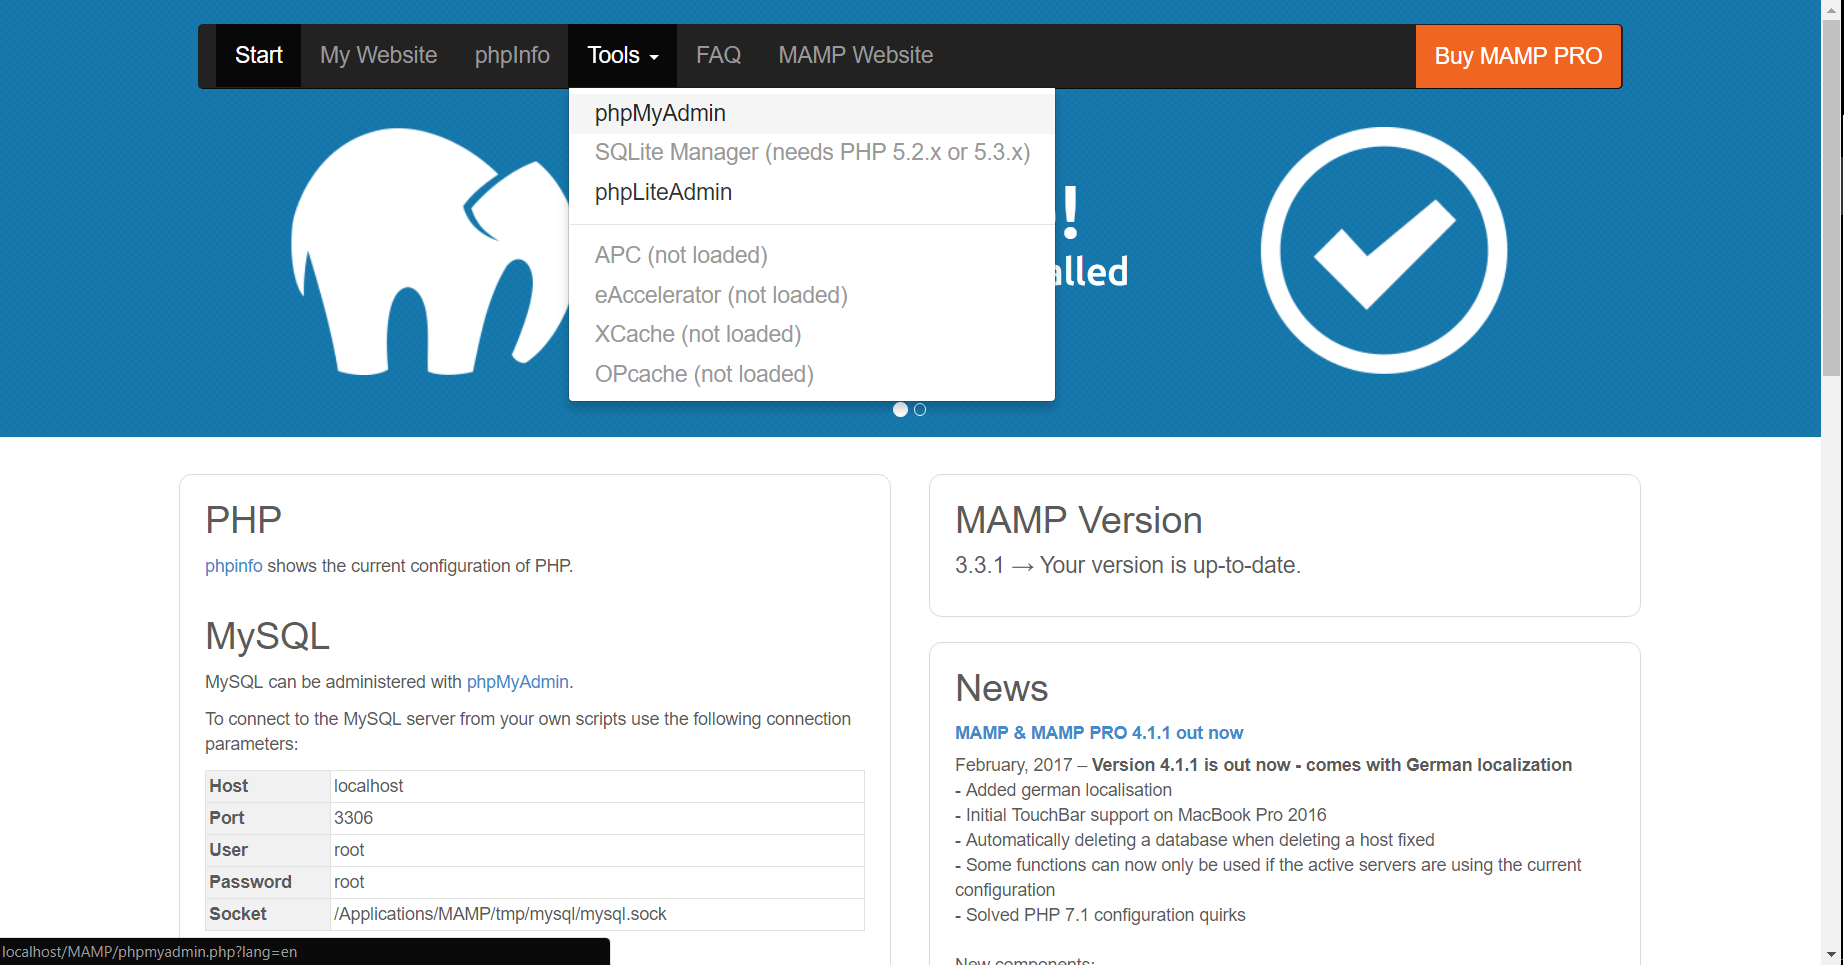 Start My Website phpInfo Tools FAQ MAMP Website Buy MAMP PRO
phpMyAdmin
SQLite Manager (needs PHP 5.2.x or 5.3.x)
phpLiteAdmin
!
alled
APC (not loaded)
eAccelerator (not loaded)
XCache (not loaded)
OPcache (not loaded)
PHP
phpinfo shows the current configuration of PHP.
MySQL
MySQL can be administered with phpMyAdmin.
To connect to the MySQL server from your own scripts use the following connection
parameters:
Host localhost
Port 3306
User root
Password root
Socket /Applications/MAMP/tmp/mysql/mysql.sock
MAMP Version
3.3.1 → Your version is up-to-date.
News
MAMP & MAMP PRO 4.1.1 out now
February, 2017 – Version 4.1.1 is out now - comes with German localization
- Added german localisation
- Initial TouchBar support on MacBook Pro 2016
- Automatically deleting a database when deleting a host fixed
- Some functions can now only be used if the active servers are using the current
configuration
- Solved PHP 7.1 configuration quirks
New components:
localhost/MAMP/phpmyadmin.php?lang=en